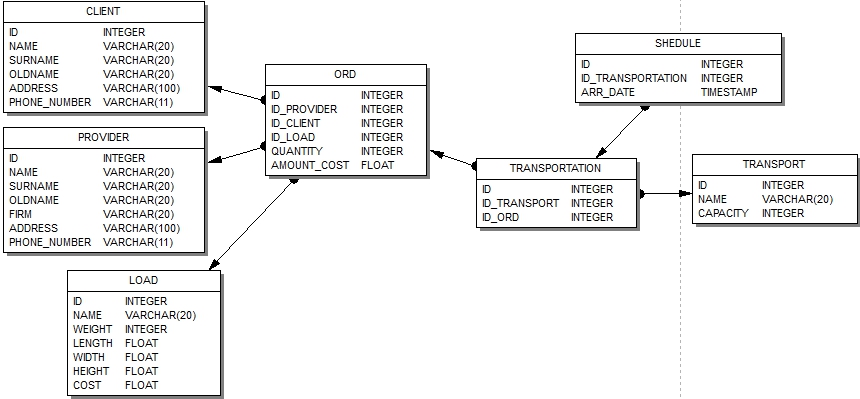 CLIENT
ID INTEGER
NAME VARCHAR(20)
SURNAME VARCHAR(20)
OLDNAME VARCHAR(20)
ADDRESS VARCHAR(100)
PHONE_NUMBER VARCHAR(11)
PROVIDER
ID INTEGER
NAME VARCHAR(20)
SURNAME VARCHAR(20)
OLDNAME VARCHAR(20)
FIRM VARCHAR(20)
ADDRESS VARCHAR(100)
PHONE_NUMBER VARCHAR(11)
LOAD
ID INTEGER
NAME VARCHAR(20)
WEIGHT INTEGER
LENGTH FLOAT
WIDTH FLOAT
HEIGHT FLOAT
COST FLOAT
ORD
ID INTEGER
ID_PROVIDER INTEGER
ID_CLIENT INTEGER
ID_LOAD INTEGER
QUANTITY INTEGER
AMOUNT_COST FLOAT
SHEDULE
ID INTEGER
ID_TRANSPORTATION INTEGER
ARR_DATE TIMESTAMP
TRANSPORTATION
ID INTEGER
ID_TRANSPORT INTEGER
ID_ORD INTEGER
TRANSPORT
ID INTEGER
NAME VARCHAR(20)
CAPACITY INTEGER